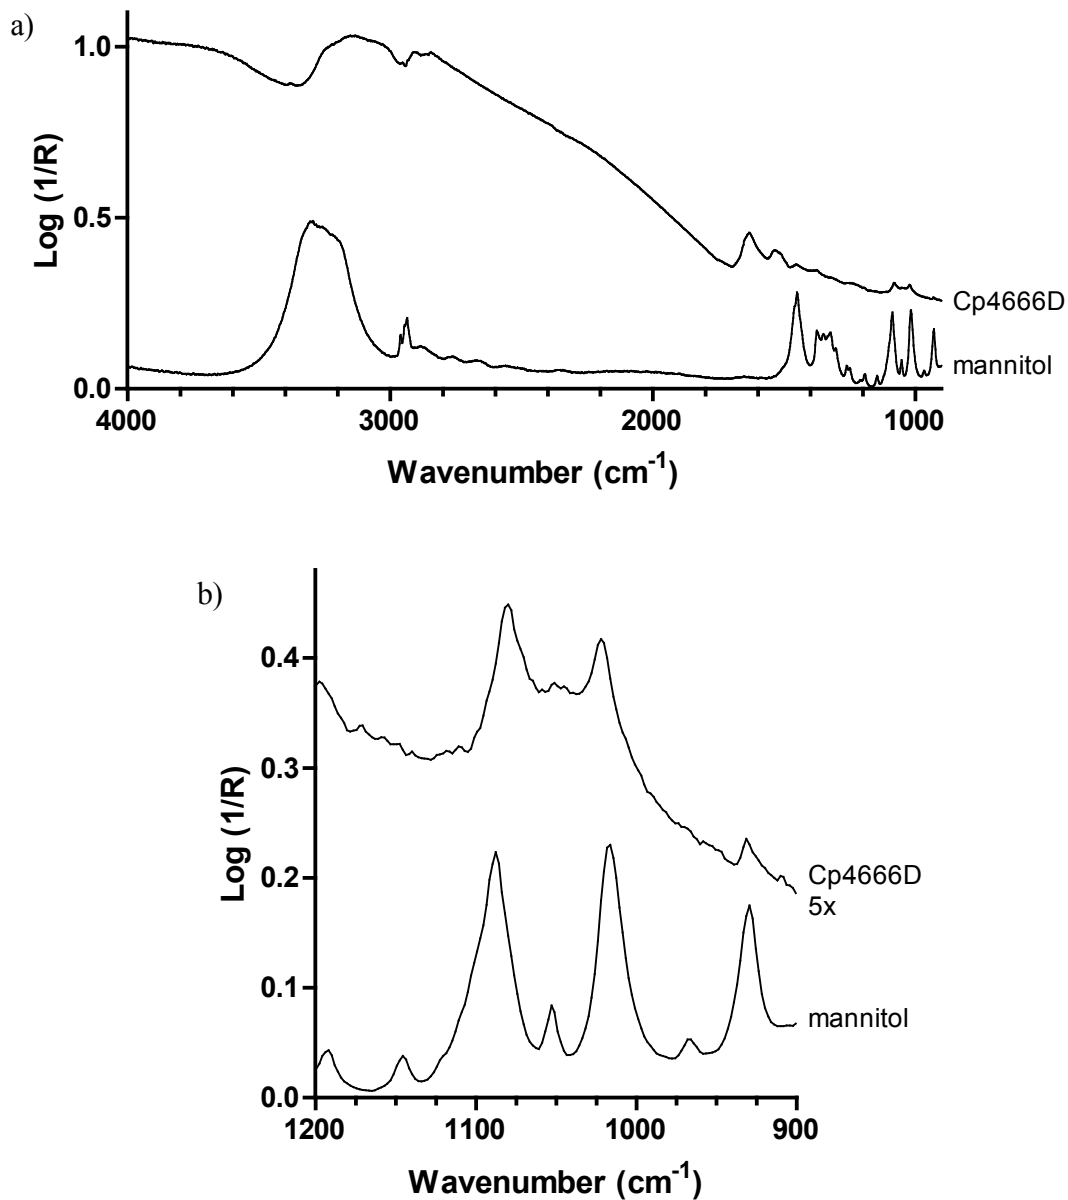 a)
1.0
0.5
0.0
Log (1/R)
Cp4666D
mannitol
4000 3000 2000 1000
Wavenumber (cm⁻¹)
b)
0.4
0.3
0.2
0.1
0.0
Log (1/R)
Cp4666D
5x
mannitol
1200 1100 1000 900
Wavenumber (cm⁻¹)